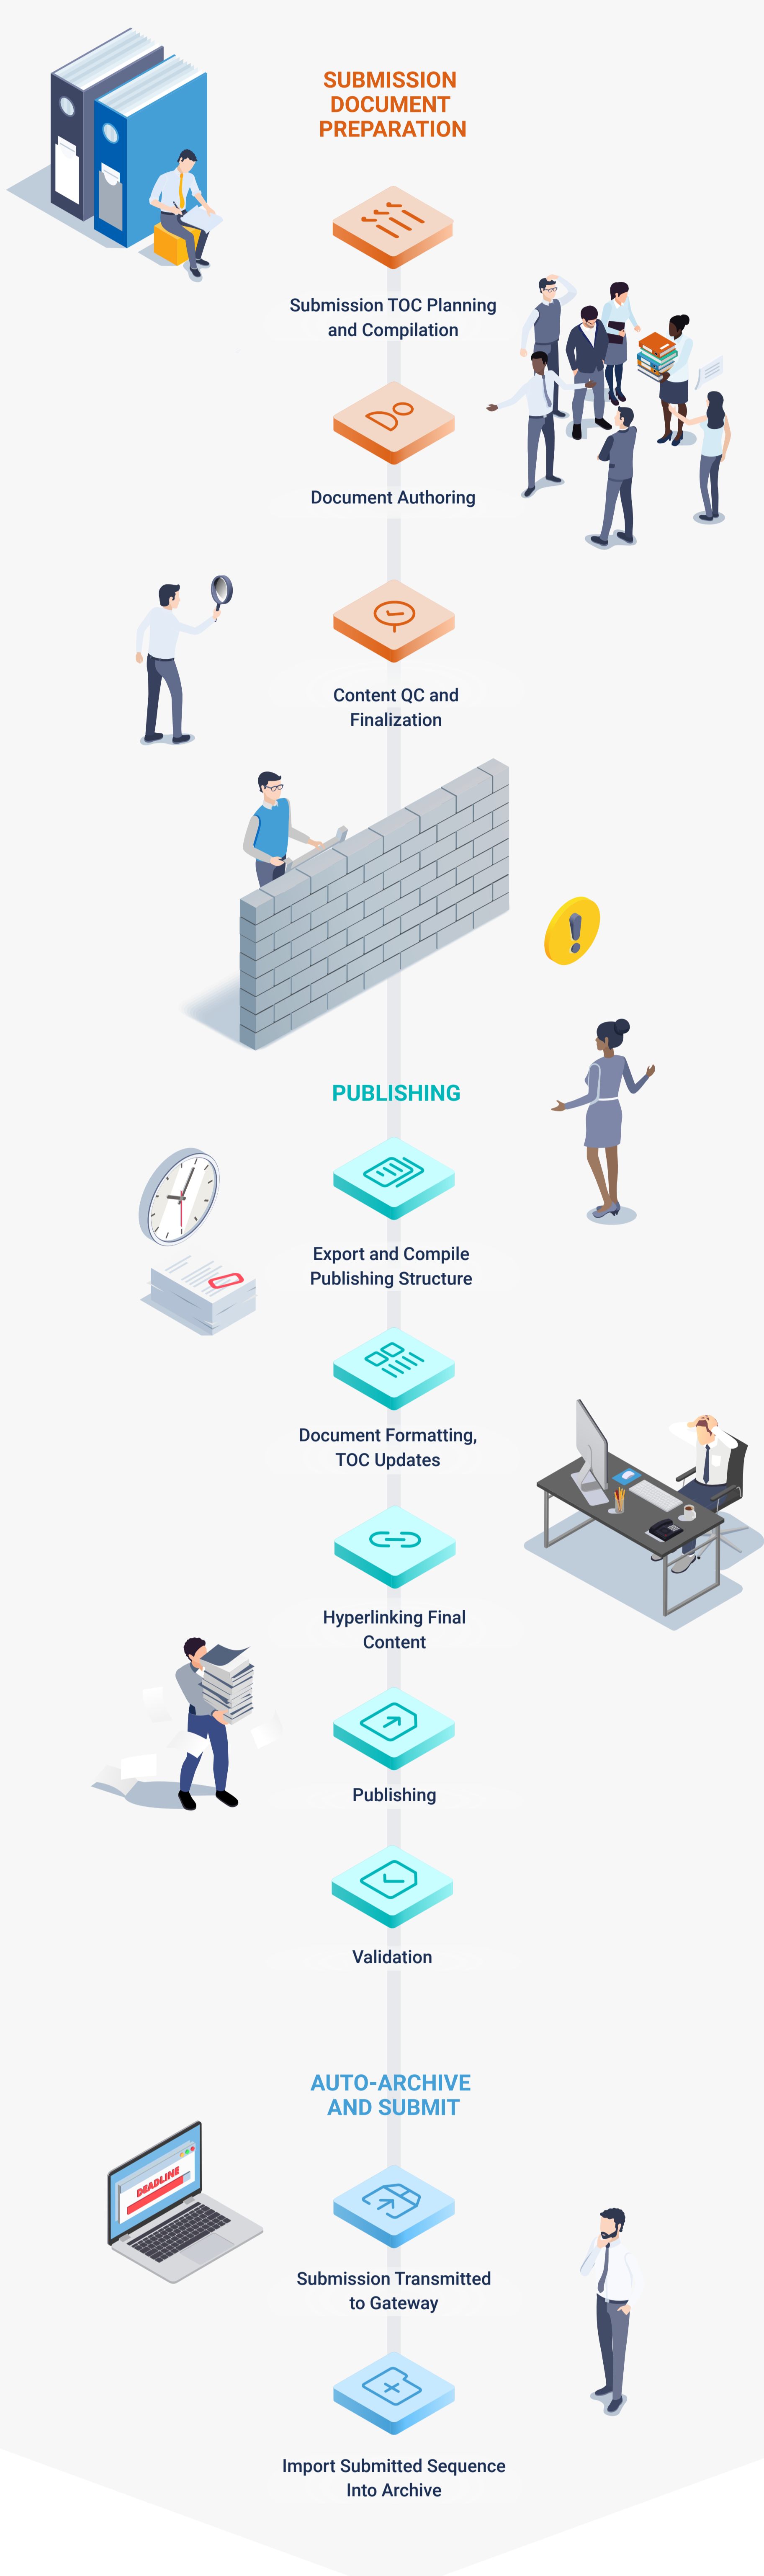 SUBMISSION
DOCUMENT
PREPARATION
Submission TOC Planning
and Compilation
Document Authoring
Content QC and
Finalization
PUBLISHING
Export and Compile
Publishing Structure
Document Formatting,
TOC Updates
Hyperlinking Final
Content
Publishing
Validation
AUTO-ARCHIVE
AND SUBMIT
DEADLINE
Submission Transmitted
to Gateway
Import Submitted Sequence
Into Archive